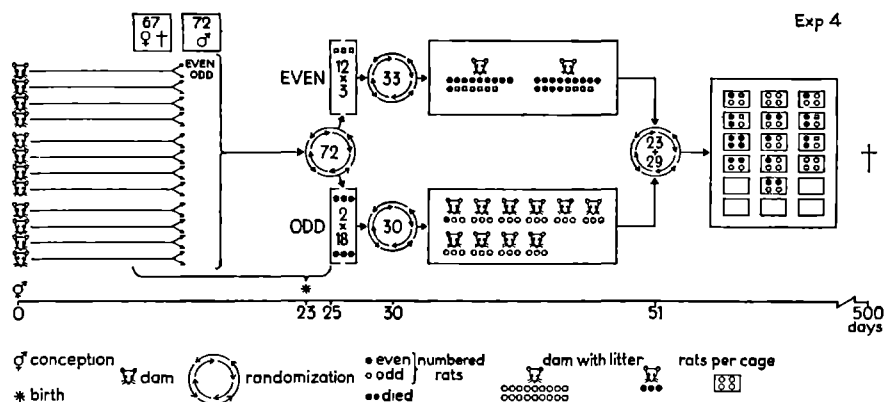 Exp 4
67
♀ †
72
♂
EVEN
ODD
EVEN
12
x
3
33
72
23
+
29
†
ODD
2
x
18
30
0
23
25
30
51
500
days
conception
dam
randomization
even
odd
numbered
rats
dam with litter
rats per cage
* birth
died